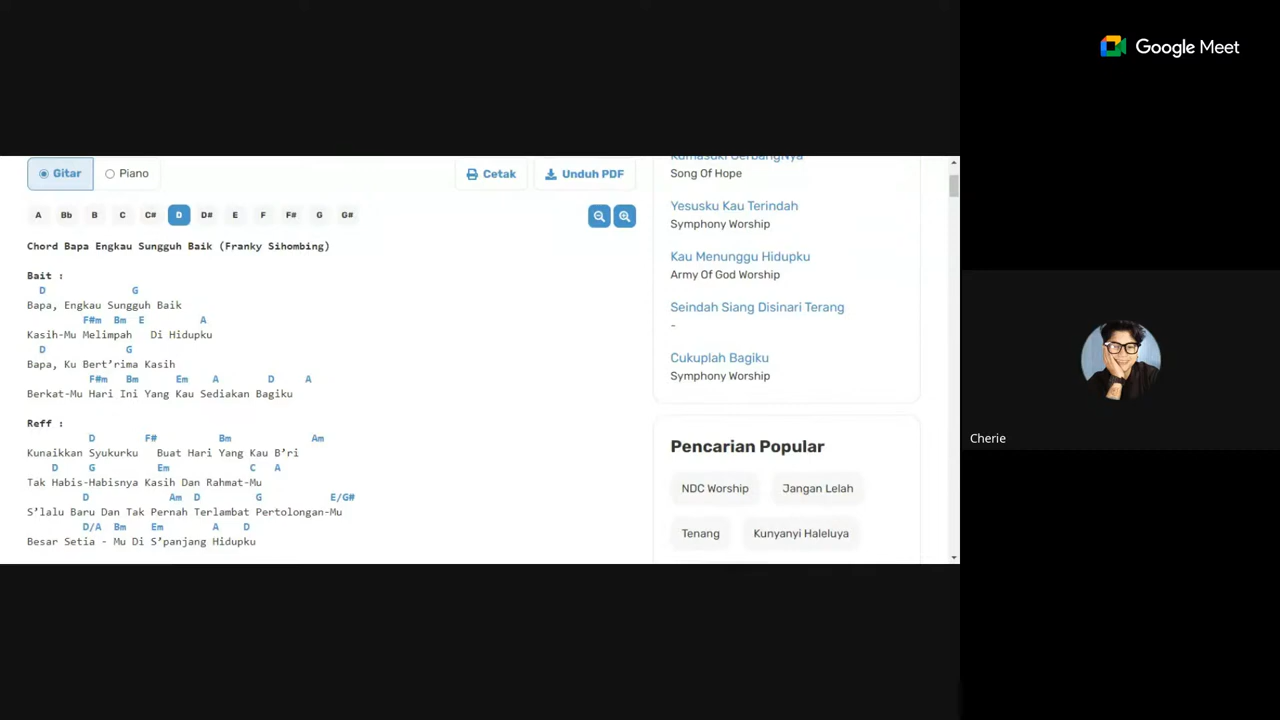 Google Meet
Gitar
Piano
Cetak
Unduh PDF
A Bb B C C# D D# E F F# G G#
Chord Bapa Engkau Sungguh Baik (Franky Sihombing)
Bait :
D G
Bapa, Engkau Sungguh Baik
F#m Bm E A
Kasih-Mu Melimpah Di Hidupku
D G
Bapa, Ku Bert’rima Kasih
F#m Bm Em A D A
Berkat-Mu Hari Ini Yang Kau Sediakan Bagiku
Reff :
D F# Bm Am
Kunaikkan Syukurku Buat Hari Yang Kau B’ri
D G Em C A
Tak Habis-Habisnya Kasih Dan Rahmat-Mu
D Am D G E/G#
S’lalu Baru Dan Tak Pernah Terlambat Pertolongan-Mu
D/A Bm Em A D
Besar Setia - Mu Di S’panjang Hidupku
Song Of Hope
Yesusku Kau Terindah
Symphony Worship
Kau Menunggu Hidupku
Army Of God Worship
Seindah Siang Disinari Terang
-
Cukuplah Bagiku
Symphony Worship
Pencarian Popular
NDC Worship
Jangan Lelah
Tenang
Kunyanyi Haleluya
Cherie